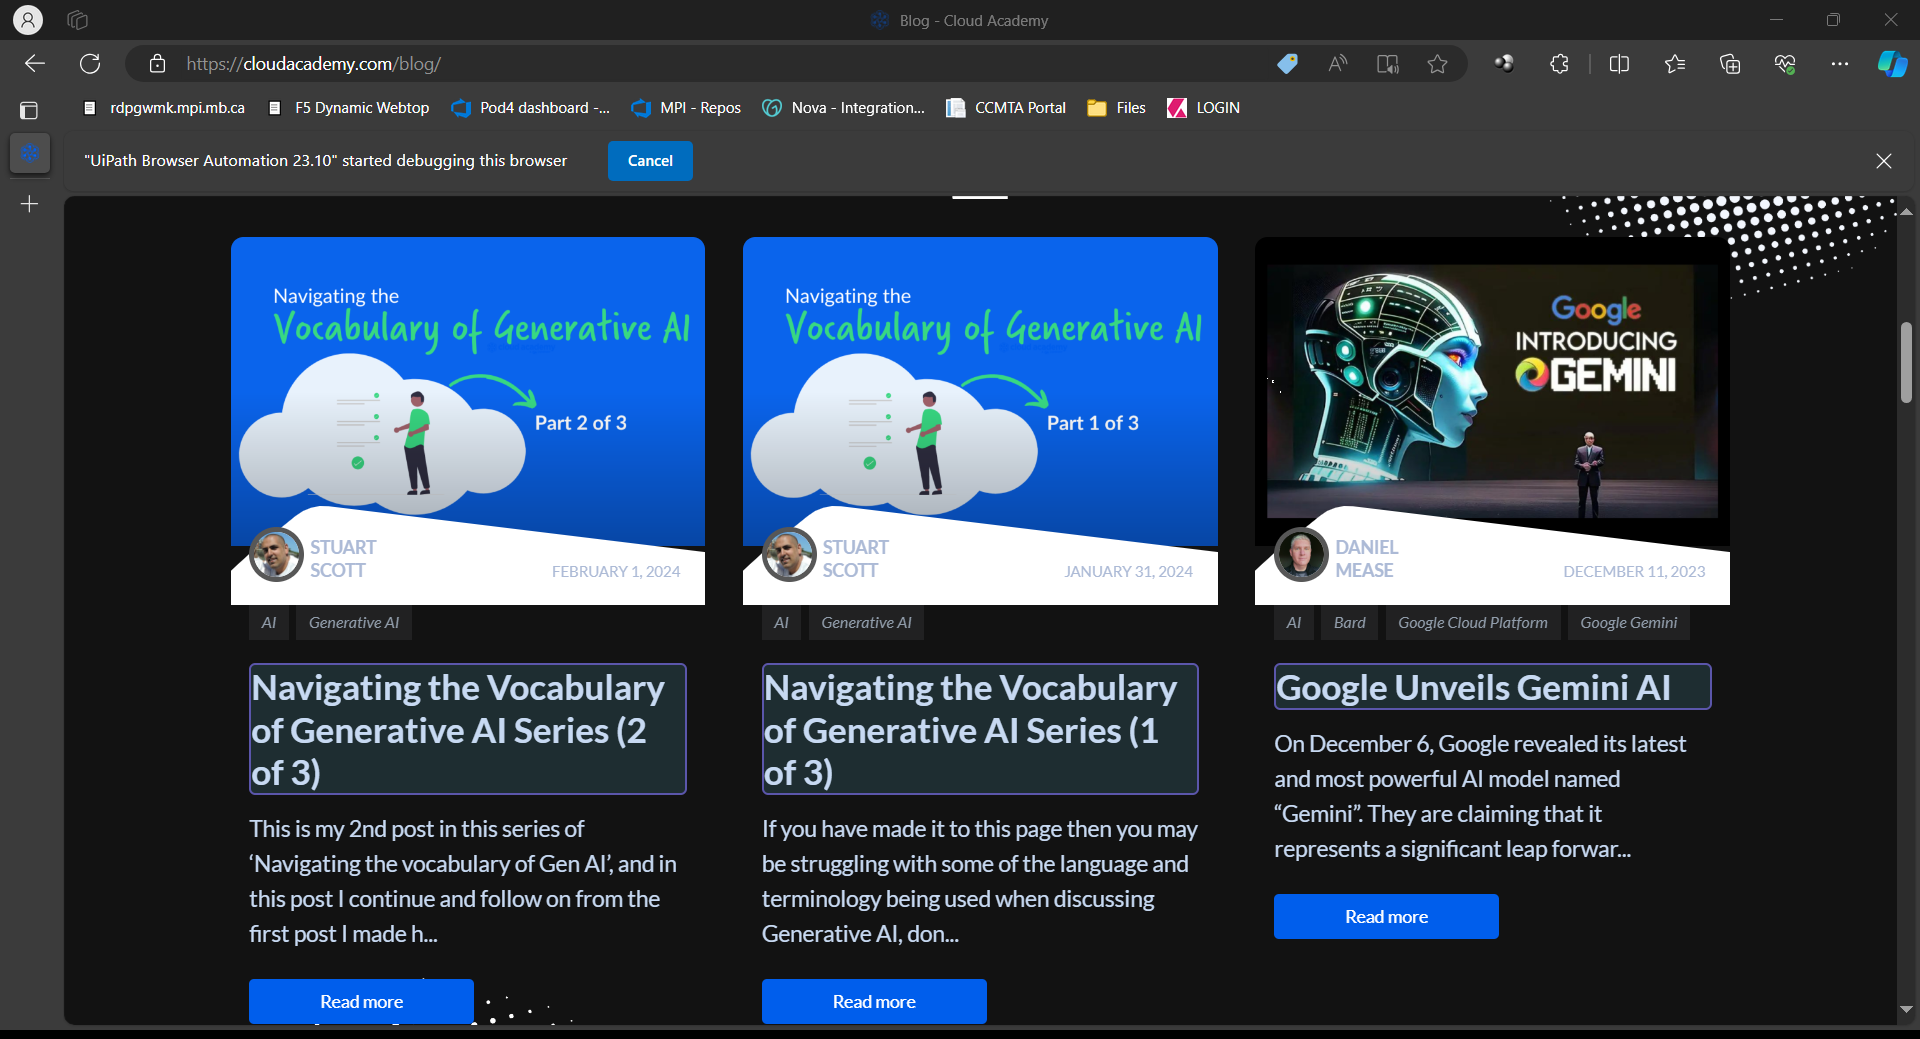 Blog - Cloud Academy
https://cloudacademy.com/blog/
rdpgwmk.mpi.mb.ca
F5 Dynamic Webtop
Pod4 dashboard -...
MPI - Repos
Nova - Integration...
CCMTA Portal
Files
LOGIN
"UiPath Browser Automation 23.10" started debugging this browser
Cancel
Navigating the
Vocabulary of Generative AI
Part 2 of 3
STUART
SCOTT
FEBRUARY 1, 2024
AI
Generative AI
Navigating the Vocabulary
of Generative AI Series (2
of 3)
This is my 2nd post in this series of
‘Navigating the vocabulary of Gen AI’, and in
this post I continue and follow on from the
first post I made h...
Read more
Navigating the
Vocabulary of Generative AI
Part 1 of 3
STUART
SCOTT
JANUARY 31, 2024
AI
Generative AI
Navigating the Vocabulary
of Generative AI Series (1
of 3)
If you have made it to this page then you may
be struggling with some of the language and
terminology being used when discussing
Generative AI, don...
Read more
Google
INTRODUCING
GEMINI
DANIEL
MEASE
DECEMBER 11, 2023
AI
Bard
Google Cloud Platform
Google Gemini
Google Unveils Gemini AI
On December 6, Google revealed its latest
and most powerful AI model named
“Gemini”. They are claiming that it
represents a significant leap forwar...
Read more